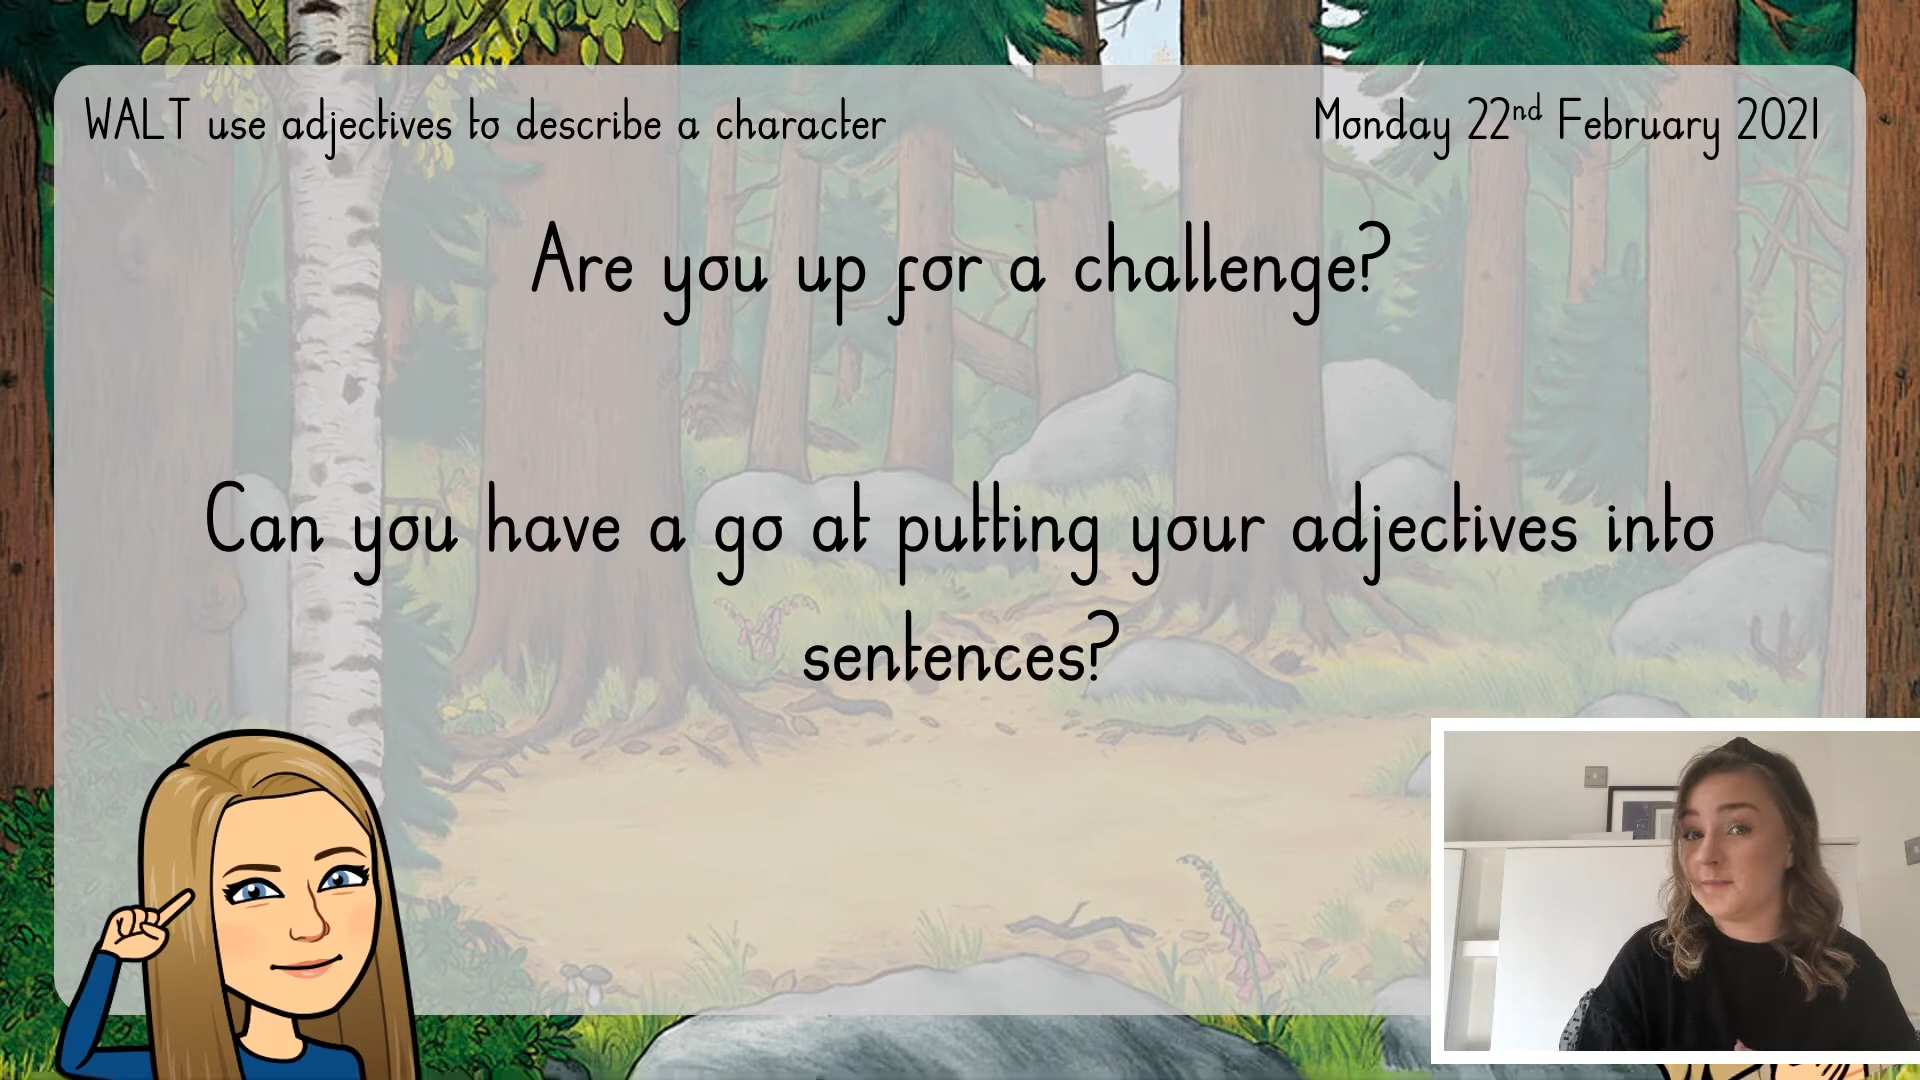 WALT use adjectives to describe a character
Monday 22nd February 2021
Are you up for a challenge?
Can you have a go at putting your adjectives into
sentences?